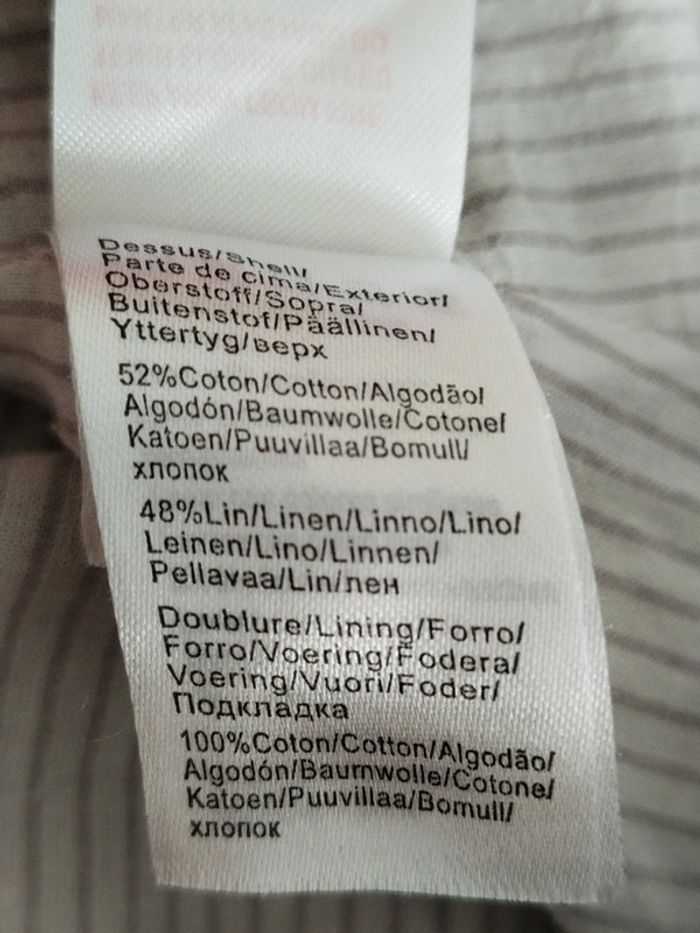 Dessus/Shell/
Parte de cima/Exterior/
Oberstoff/Sopra/
Buitenstof/Päällinen/
Yttertyg/верх
52%Coton/Cotton/Algodão/
Algodón/Baumwolle/Cotone/
Katoen/Puuvillaa/Bomull/
хлопок
48%Lin/Linen/Linno/Lino/
Leinen/Lino/Linnen/
Pellavaa/Lin/лен
Doublure/Lining/Forro/
Forro/Voering/Fodera/
Voering/Vuori/Foder/
Подкладка
100%Coton/Cotton/Algodão/
Algodón/Baumwolle/Cotone/
Katoen/Puuvillaa/Bomull/
хлопок